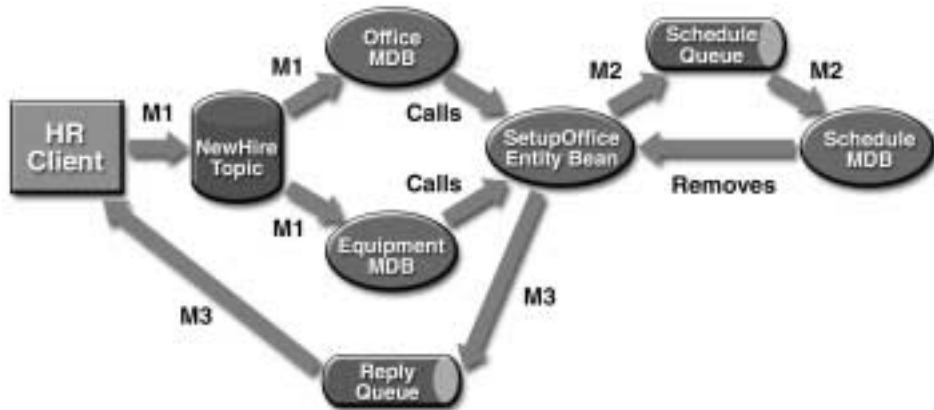 Office
MDB
Schedule
Queue
M1
M2
M2
M1
Calls
HR
Client
NewHire
Topic
SetupOffice
Entity Bean
Schedule
MDB
Calls
Removes
M1
Equipment
MDB
M3
M3
Reply
Queue